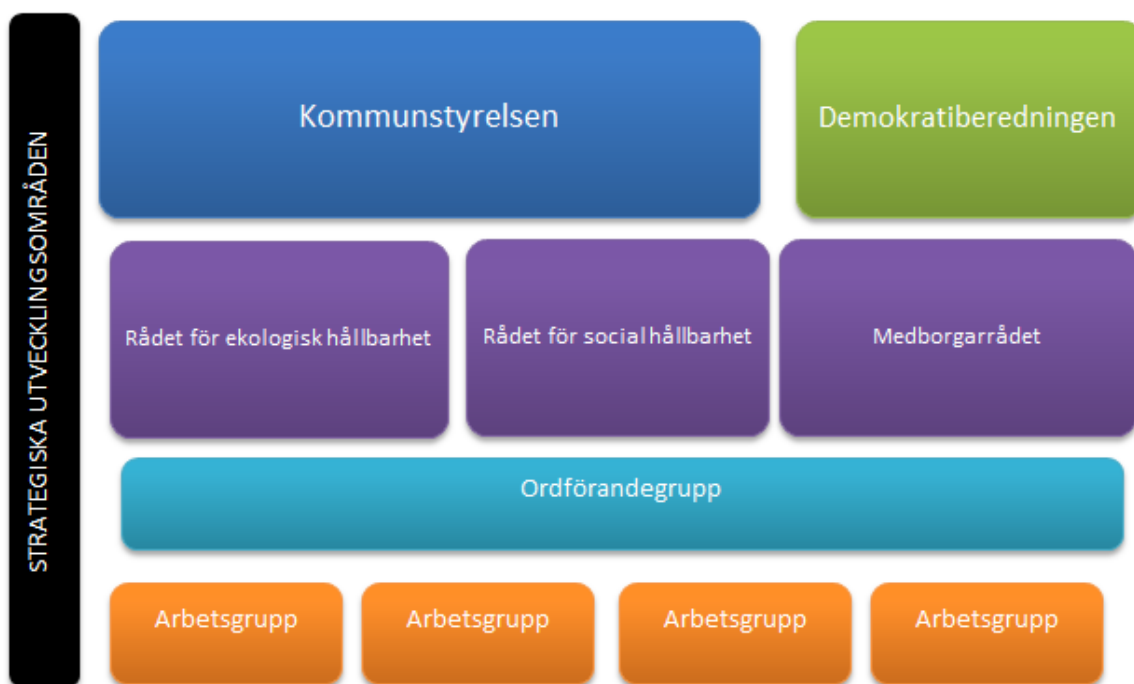 STRATEGISKA UTVECKLINGSOMRÅDEN
Kommunstyrelsen
Demokratiberedningen
Rådet för ekologisk hållbarhet
Rådet för social hållbarhet
Medborgarrådet
Ordförandegrupp
Arbetsgrupp
Arbetsgrupp
Arbetsgrupp
Arbetsgrupp